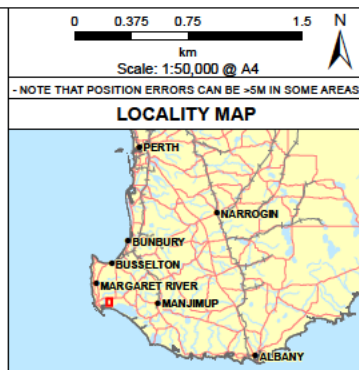 0 0.375 0.75 1.5 N
km
Scale: 1:50,000 @ A4
- NOTE THAT POSITION ERRORS CAN BE >5M IN SOME AREAS
LOCALITY MAP
PERTH
NARROGIN
BUNBURY
BUSSELTON
MARGARET RIVER
MANJIMUP
ALBANY